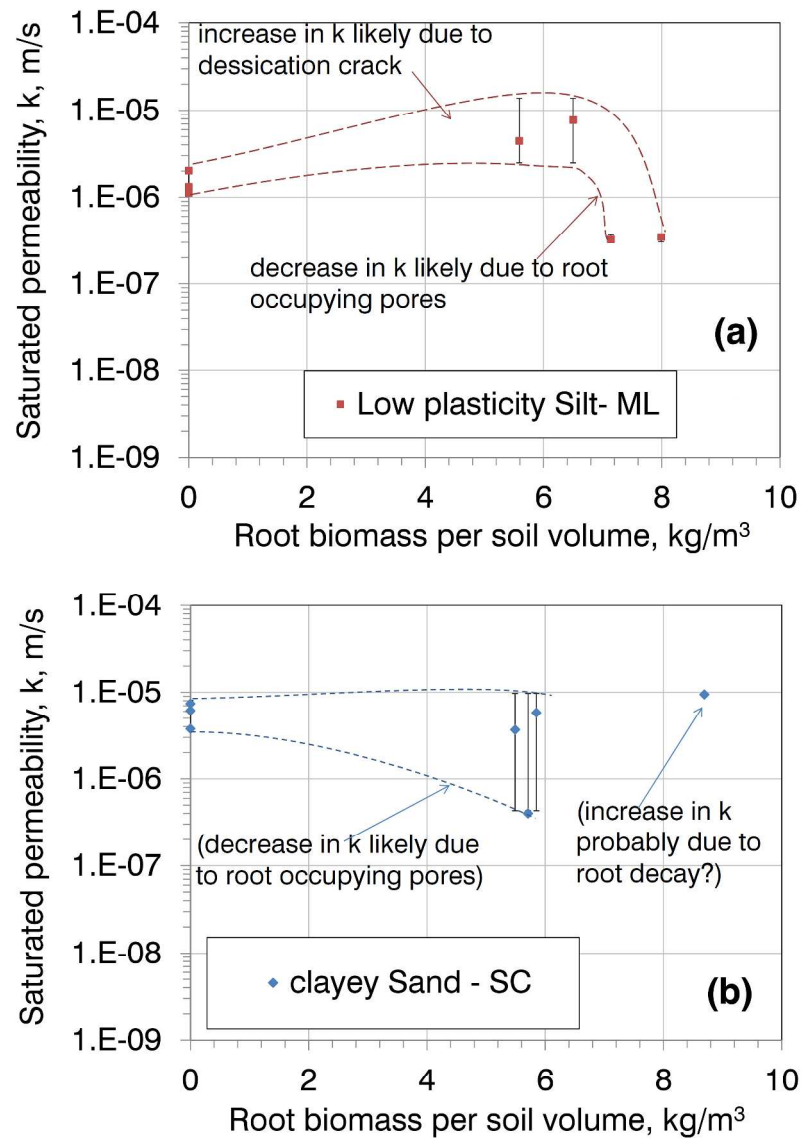 1.E-04
1.E-05
1.E-06
1.E-07
1.E-08
1.E-09
Saturated permeability, k, m/s
increase in k likely due to
dessication crack
decrease in k likely due to root
occupying pores
(a)
Low plasticity Silt- ML
0 2 4 6 8 10
Root biomass per soil volume, kg/m³
1.E-04
1.E-05
1.E-06
1.E-07
1.E-08
1.E-09
Saturated permeability, k, m/s
(decrease in k likely due
to root occupying pores)
(increase in k
probably due to
root decay?)
clayey Sand - SC
(b)
0 2 4 6 8 10
Root biomass per soil volume, kg/m³